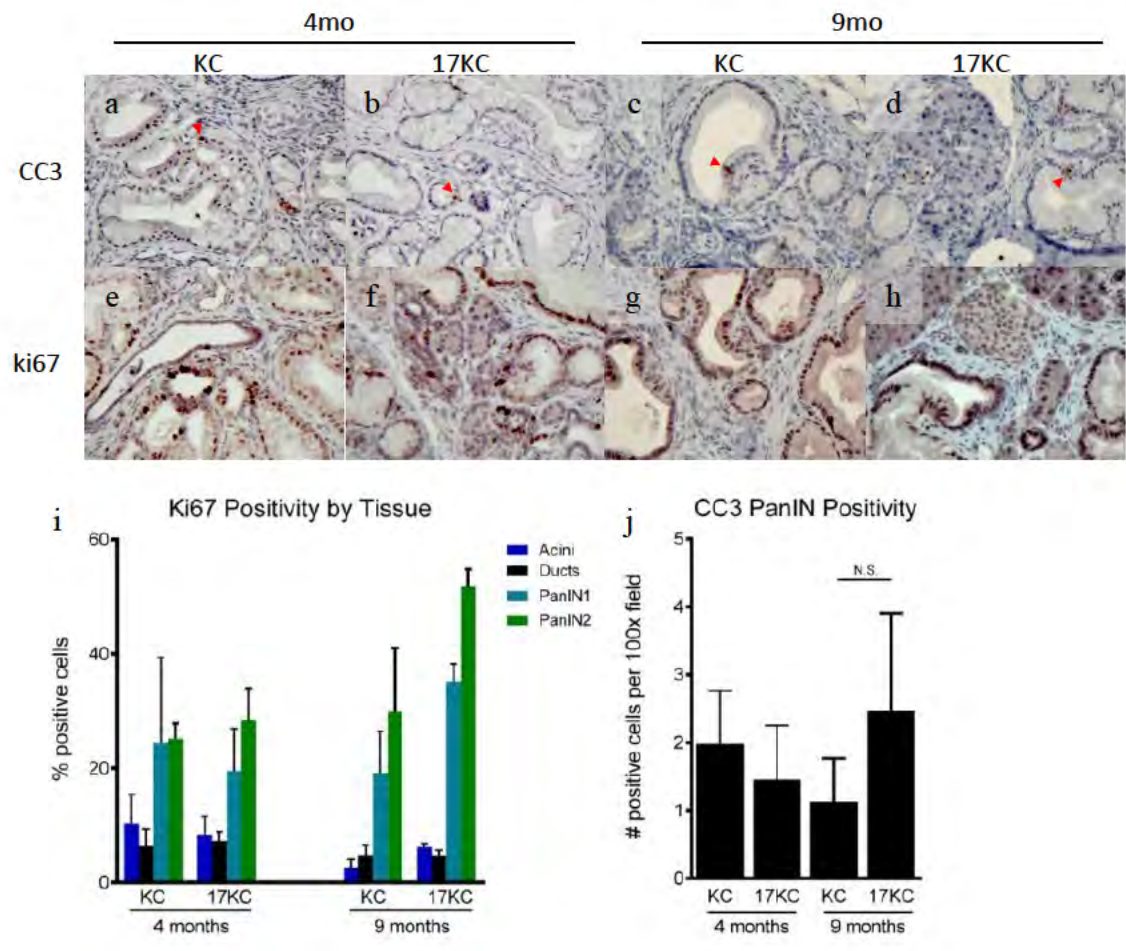 4mo 9mo
KC 17KC KC 17KC
a b c d
CC3
e f g h
ki67
i Ki67 Positivity by Tissue
60
40
20
0
% positive cells
Acini
Ducts
PanIN1
PanIN2
KC 17KC KC 17KC
4 months 9 months
j CC3 PanIN Positivity
5
4
3
2
1
0
# positive cells per 100x field
N.S.
KC 17KC KC 17KC
4 months 9 months